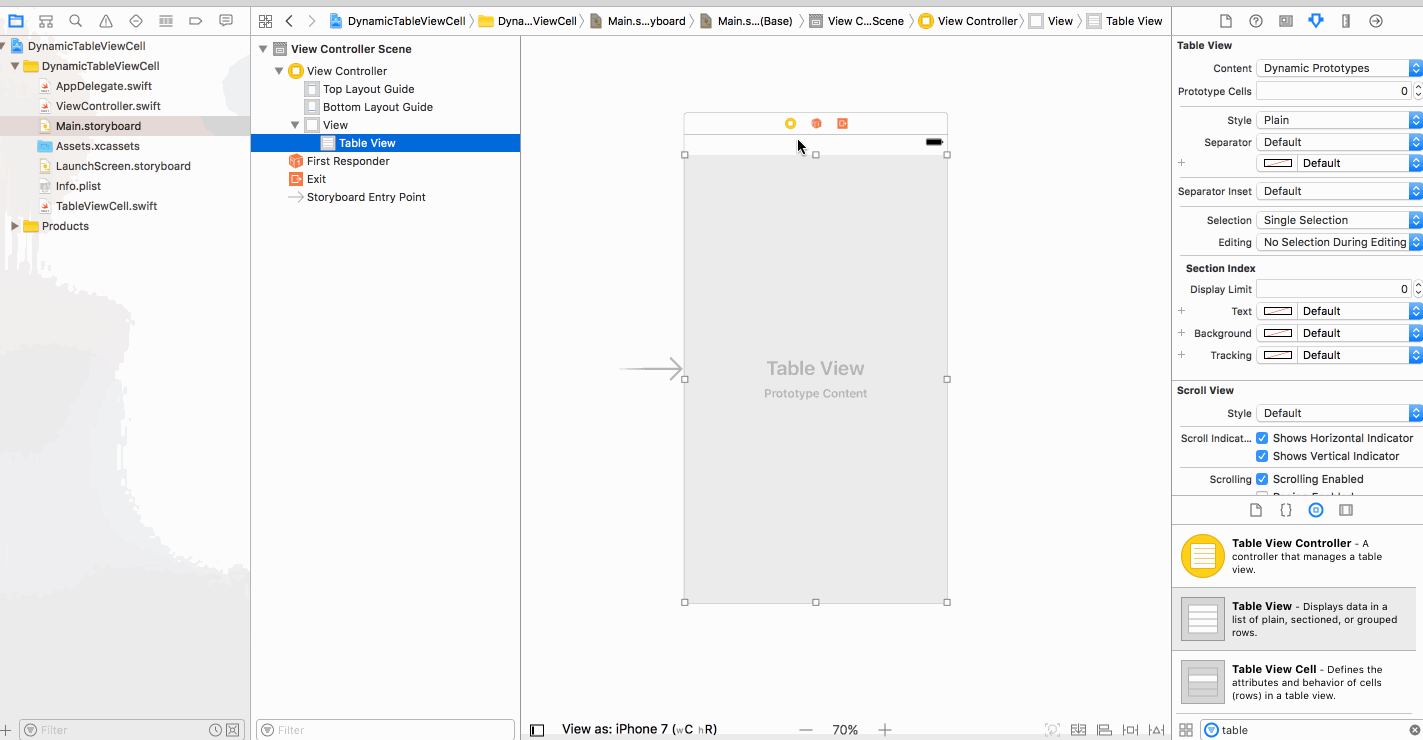 DynamicTableViewCell
Dyna...ViewCell
Main.s...yboard
Main.s...(Base)
View C...Scene
View Controller
View
Table View
DynamicTableViewCell
DynamicTableViewCell
AppDelegate.swift
ViewController.swift
Main.storyboard
Assets.xcassets
LaunchScreen.storyboard
Info.plist
TableViewCell.swift
Products
Filter
View Controller Scene
View Controller
Top Layout Guide
Bottom Layout Guide
View
Table View
First Responder
Exit
Storyboard Entry Point
Filter
Table View
Prototype Content
View as: iPhone 7 (wC hR)
70%
Table View
Content Dynamic Prototypes
Prototype Cells 0
Style Plain
Separator Default
Default
Separator Inset Default
Selection Single Selection
Editing No Selection During Editing
Section Index
Display Limit 0
Text Default
Background Default
Tracking Default
Scroll View
Style Default
Scroll Indicat... Shows Horizontal Indicator
Shows Vertical Indicator
Scrolling Scrolling Enabled
Table View Controller - A
controller that manages a table
view.
Table View - Displays data in a
list of plain, sectioned, or grouped
rows.
Table View Cell - Defines the
attributes and behavior of cells
(rows) in a table view.
table